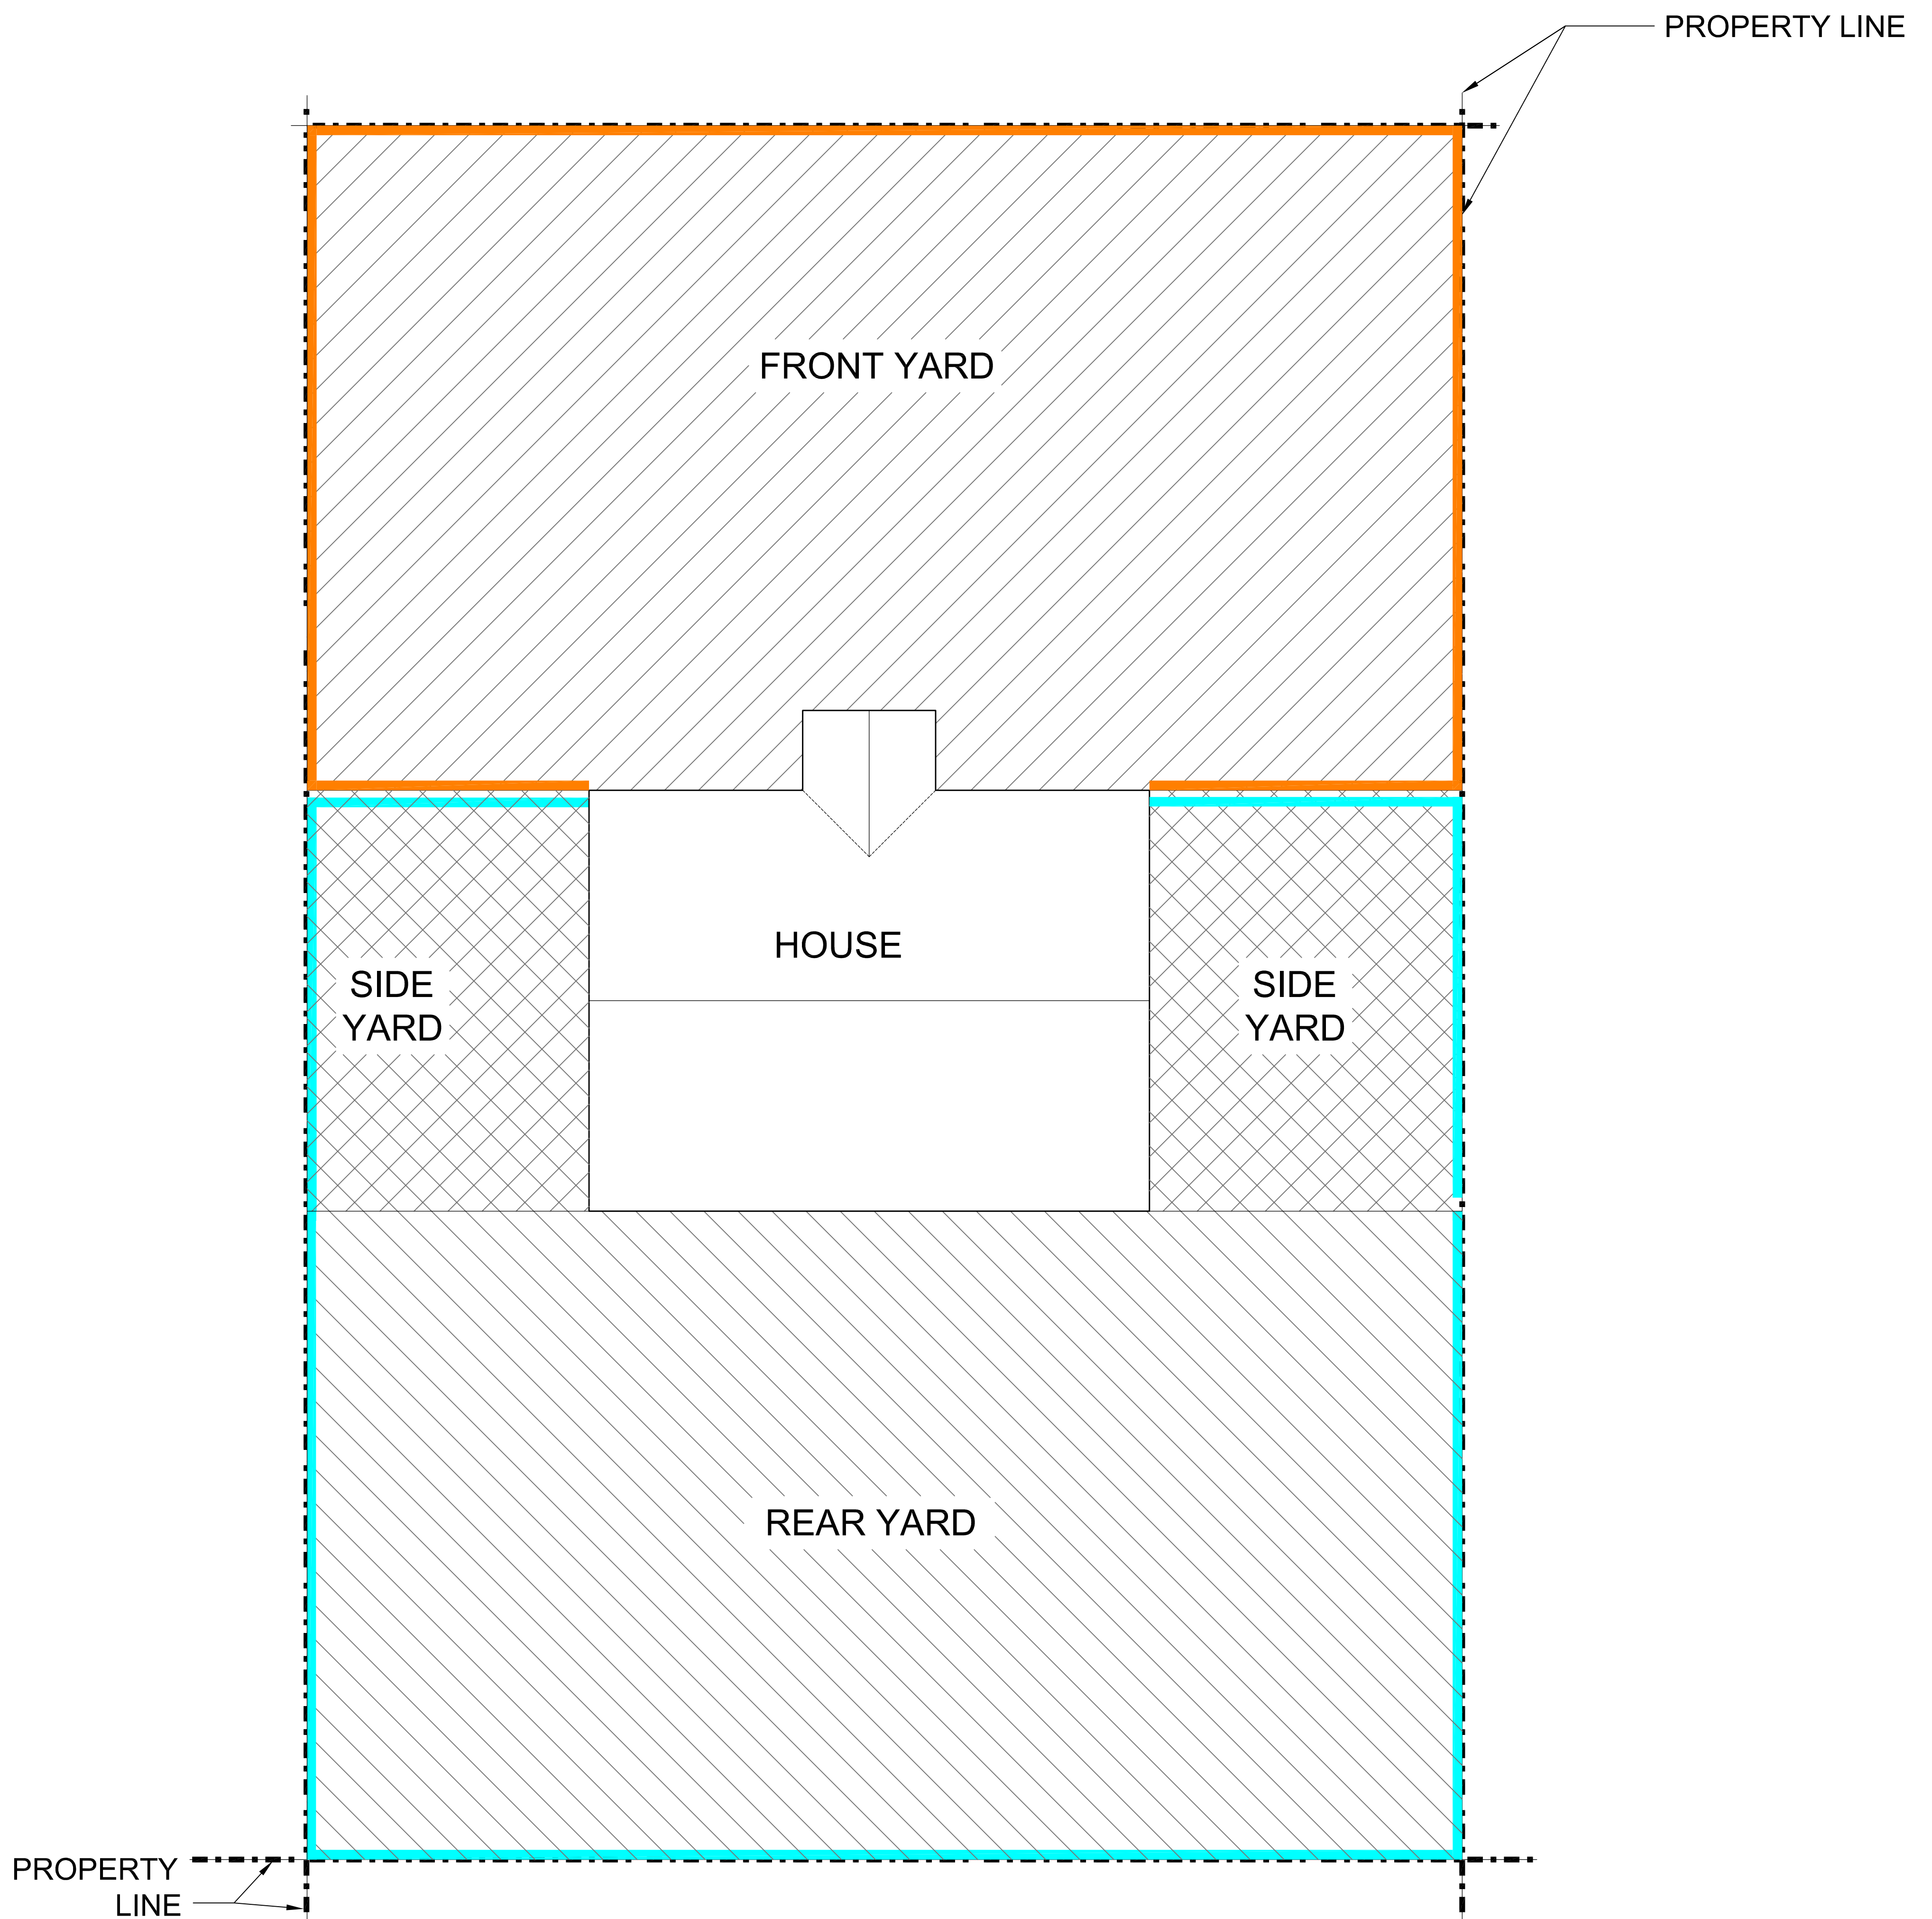 PROPERTY LINE
FRONT YARD
HOUSE
SIDE
YARD
SIDE
YARD
REAR YARD
PROPERTY
LINE